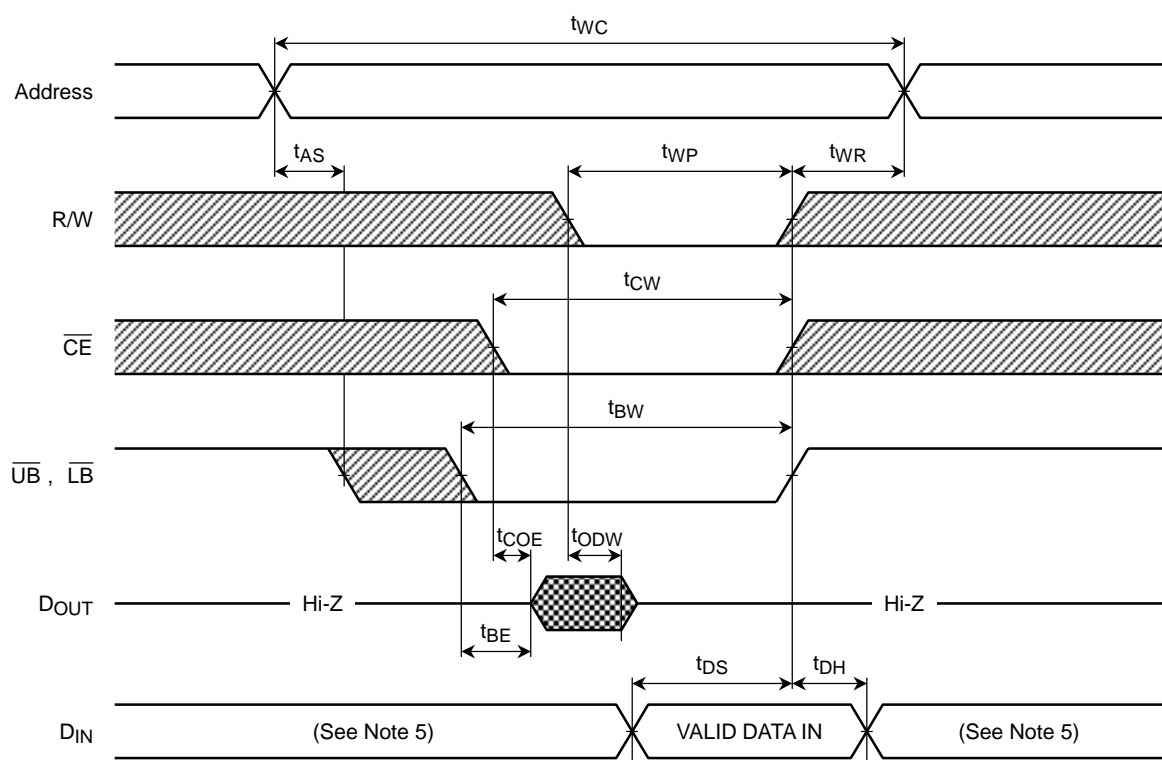 tWC
Address
tAS
tWP
tWR
R/W
tCW
CE
tBW
UB , LB
tCOE
tODW
DOUT
Hi-Z
Hi-Z
tBE
tDS
tDH
DIN
(See Note 5)
VALID DATA IN
(See Note 5)